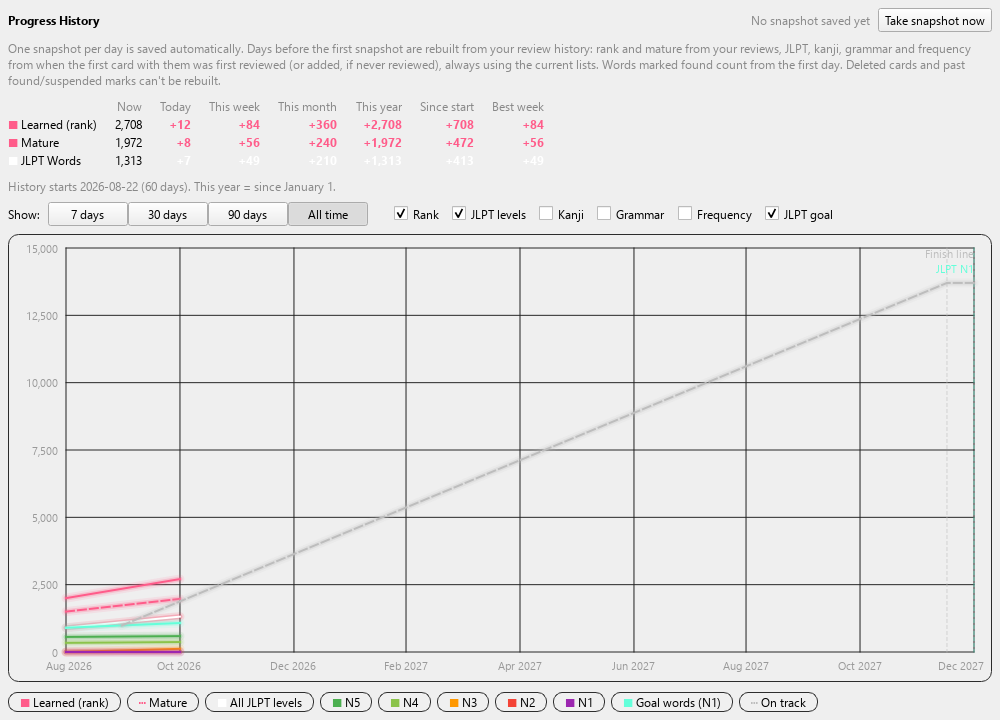 Progress History
No snapshot saved yet
Take snapshot now
One snapshot per day is saved automatically. Days before the first snapshot are rebuilt from your review history: rank and mature from your reviews, JLPT, kanji, grammar and frequency
from when the first card with them was first reviewed (or added, if never reviewed), always using the current lists. Words marked found count from the first day. Deleted cards and past
found/suspended marks can't be rebuilt.
Now Today This week This month This year Since start Best week
Learned (rank) 2,708 +12 +84 +360 +2,708 +708 +84
Mature 1,972 +8 +56 +240 +1,972 +472 +56
JLPT Words 1,313 +7 +49 +210 +1,313 +413 +49
History starts 2026-08-22 (60 days). This year = since January 1.
Show: 7 days 30 days 90 days All time Rank JLPT levels Kanji Grammar Frequency JLPT goal
15,000
Finish line
JLPT N1
12,500
10,000
7,500
5,000
2,500
0
Aug 2026 Oct 2026 Dec 2026 Feb 2027 Apr 2027 Jun 2027 Aug 2027 Oct 2027 Dec 2027
Learned (rank) Mature All JLPT levels N5 N4 N3 N2 N1 Goal words (N1) On track